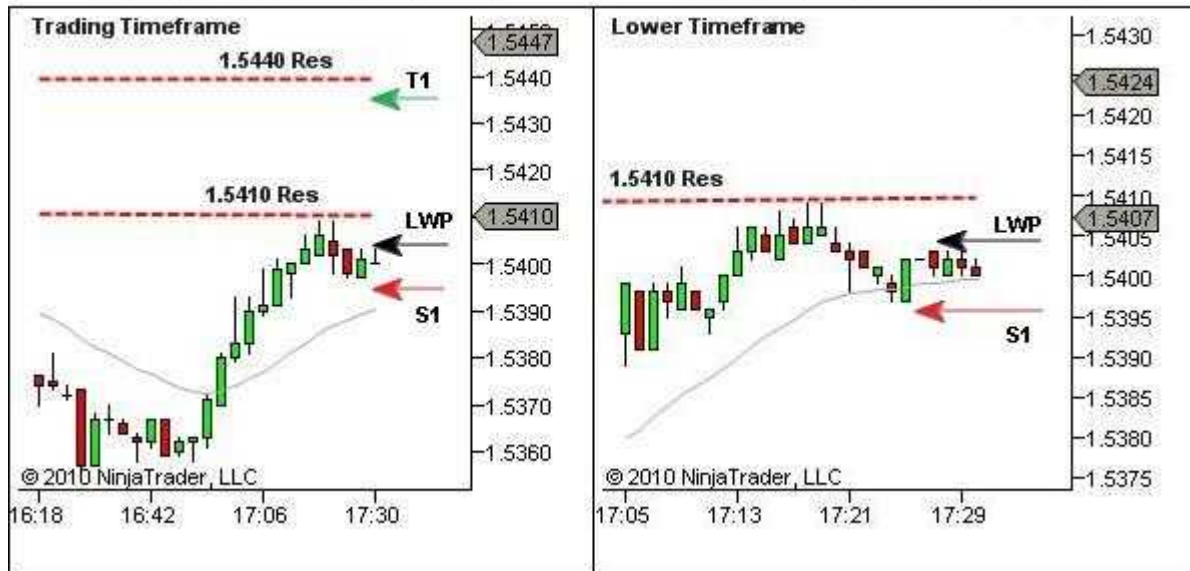 Trading Timeframe
1.5440 Res
T1
1.5410 Res
LWP
S1
1.5447
1.5440
1.5430
1.5420
1.5410
1.5400
1.5390
1.5380
1.5370
1.5360
© 2010 NinjaTrader, LLC
16:18 16:42 17:06 17:30
Lower Timeframe
1.5410 Res
LWP
S1
1.5430
1.5424
1.5420
1.5415
1.5410
1.5407
1.5405
1.5400
1.5395
1.5390
1.5385
1.5380
1.5375
© 2010 NinjaTrader, LLC
17:05 17:13 17:21 17:29